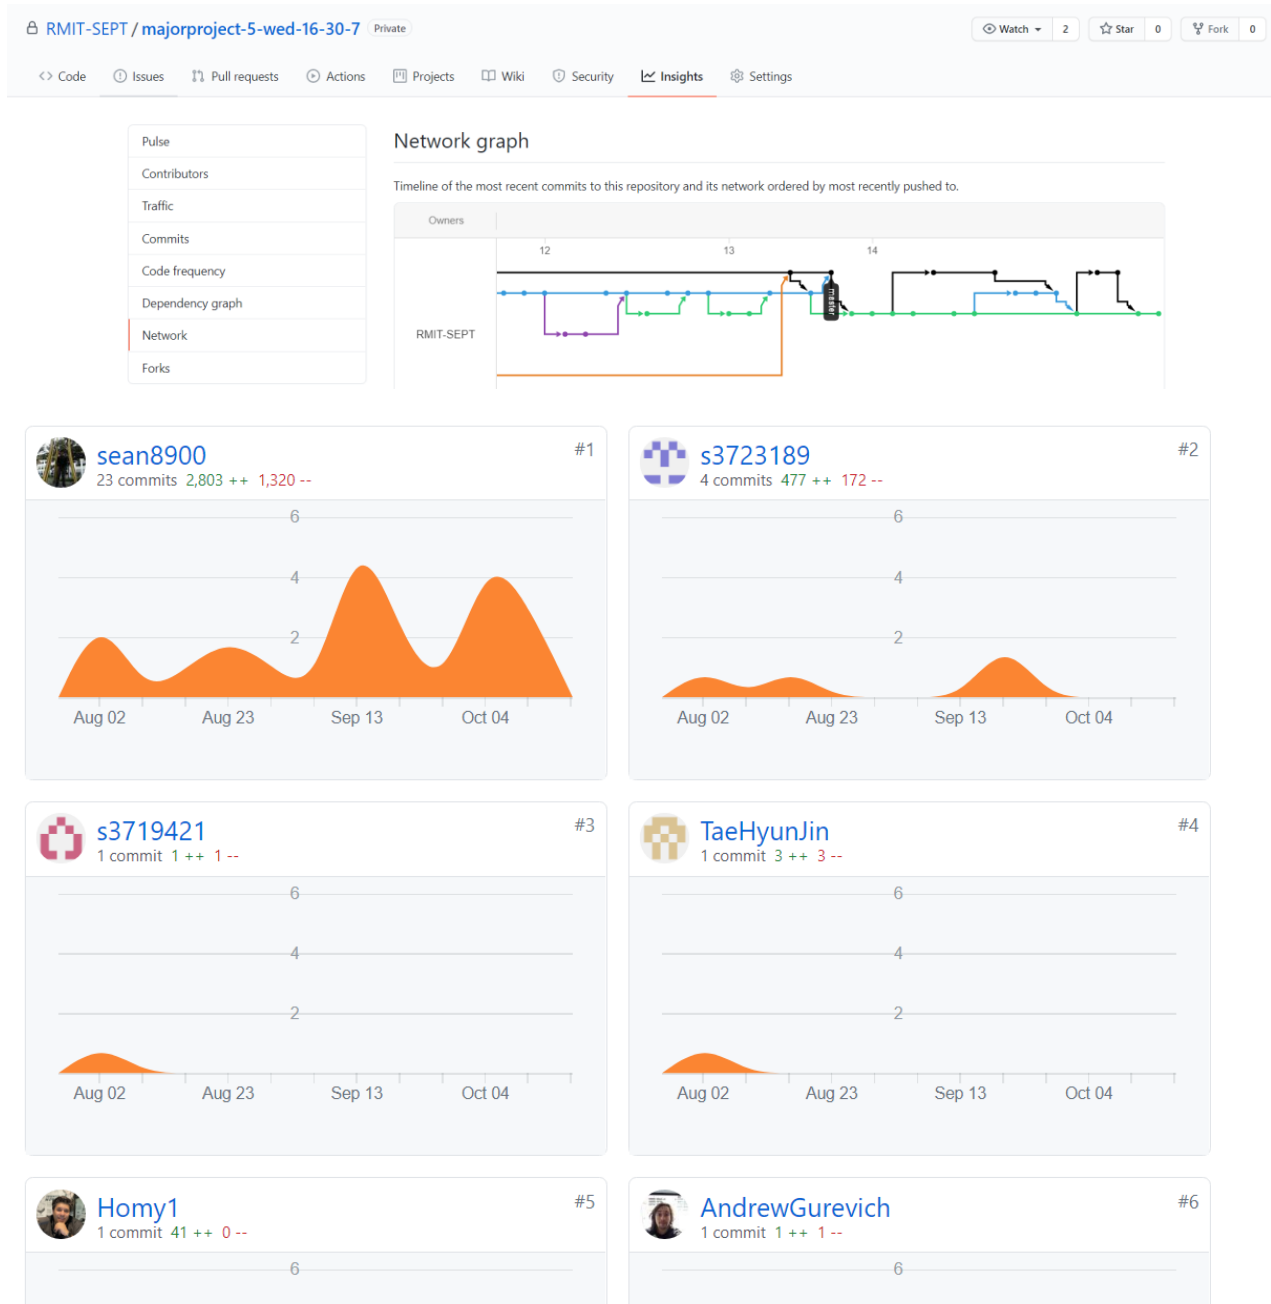 RMIT-SEPT / majorproject-5-wed-16-30-7 Private Watch 2 Star 0 Fork 0
Code Issues Pull requests Actions Projects Wiki Security Insights Settings
Pulse
Contributors
Traffic
Commits
Code frequency
Dependency graph
Network
Forks
Network graph
Timeline of the most recent commits to this repository and its network ordered by most recently pushed to.
Owners
12 13 14
master
RMIT-SEPT
sean8900 #1
23 commits 2,803 ++ 1,320 --
6
4
2
Aug 02 Aug 23 Sep 13 Oct 04
s3723189 #2
4 commits 477 ++ 172 --
6
4
2
Aug 02 Aug 23 Sep 13 Oct 04
s3719421 #3
1 commit 1 ++ 1 --
6
4
2
Aug 02 Aug 23 Sep 13 Oct 04
TaeHyunJin #4
1 commit 3 ++ 3 --
6
4
2
Aug 02 Aug 23 Sep 13 Oct 04
Homy1 #5
1 commit 41 ++ 0 --
6
AndrewGurevich #6
1 commit 1 ++ 1 --
6